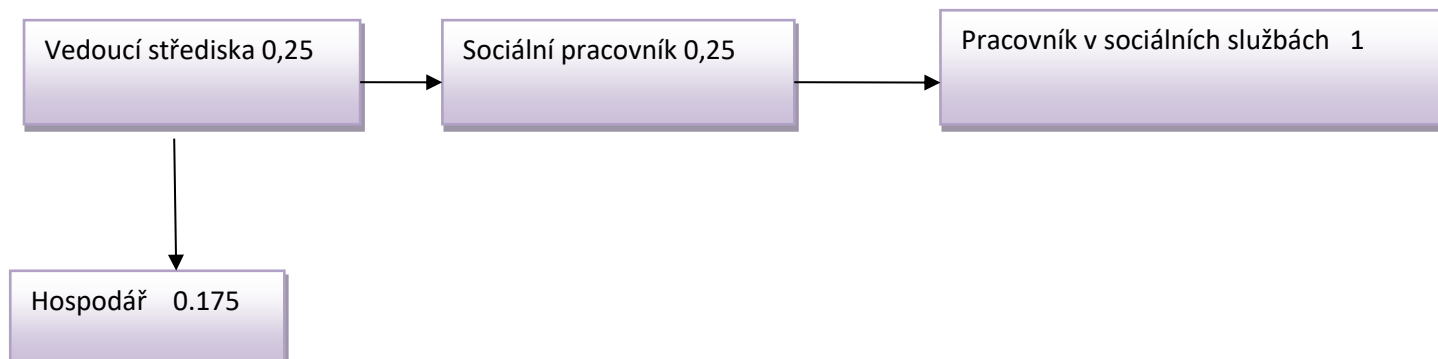 Vedoucí střediska 0,25
Sociální pracovník 0,25
Pracovník v sociálních službách 1
Hospodář 0.175